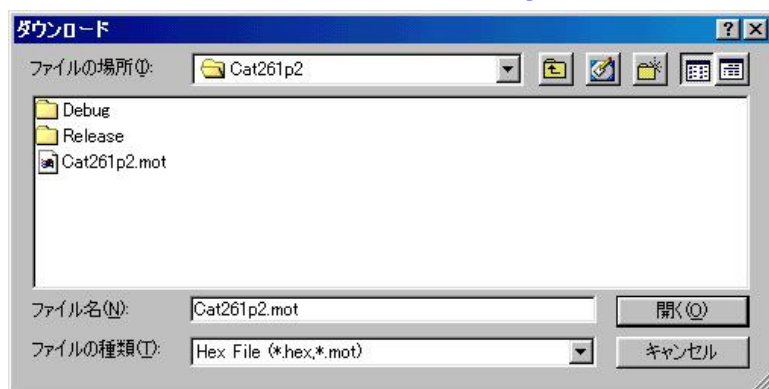 ダウンロード
ファイルの場所(I):
Cat261p2
Debug
Release
Cat261p2.mot
ファイル名(N):
Cat261p2.mot
開く(O)
ファイルの種類(T):
Hex File (*.hex,*.mot)
キャンセル